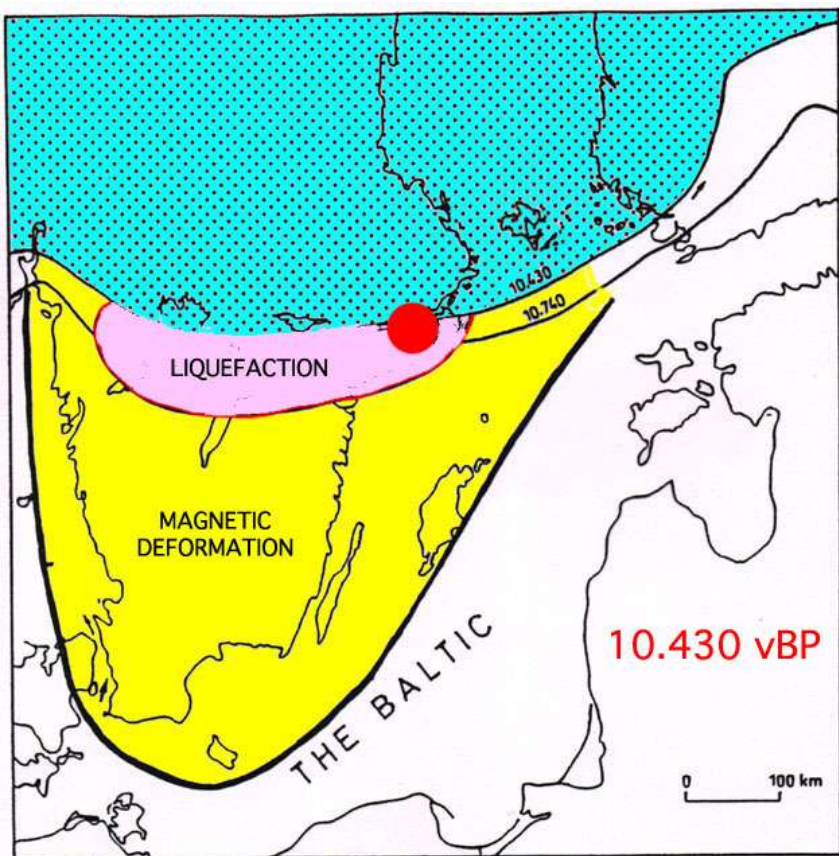 10.430
10.740
LIQUEFACTION
MAGNETIC
DEFORMATION
THE BALTIC
10.430 vBP
0 100 km